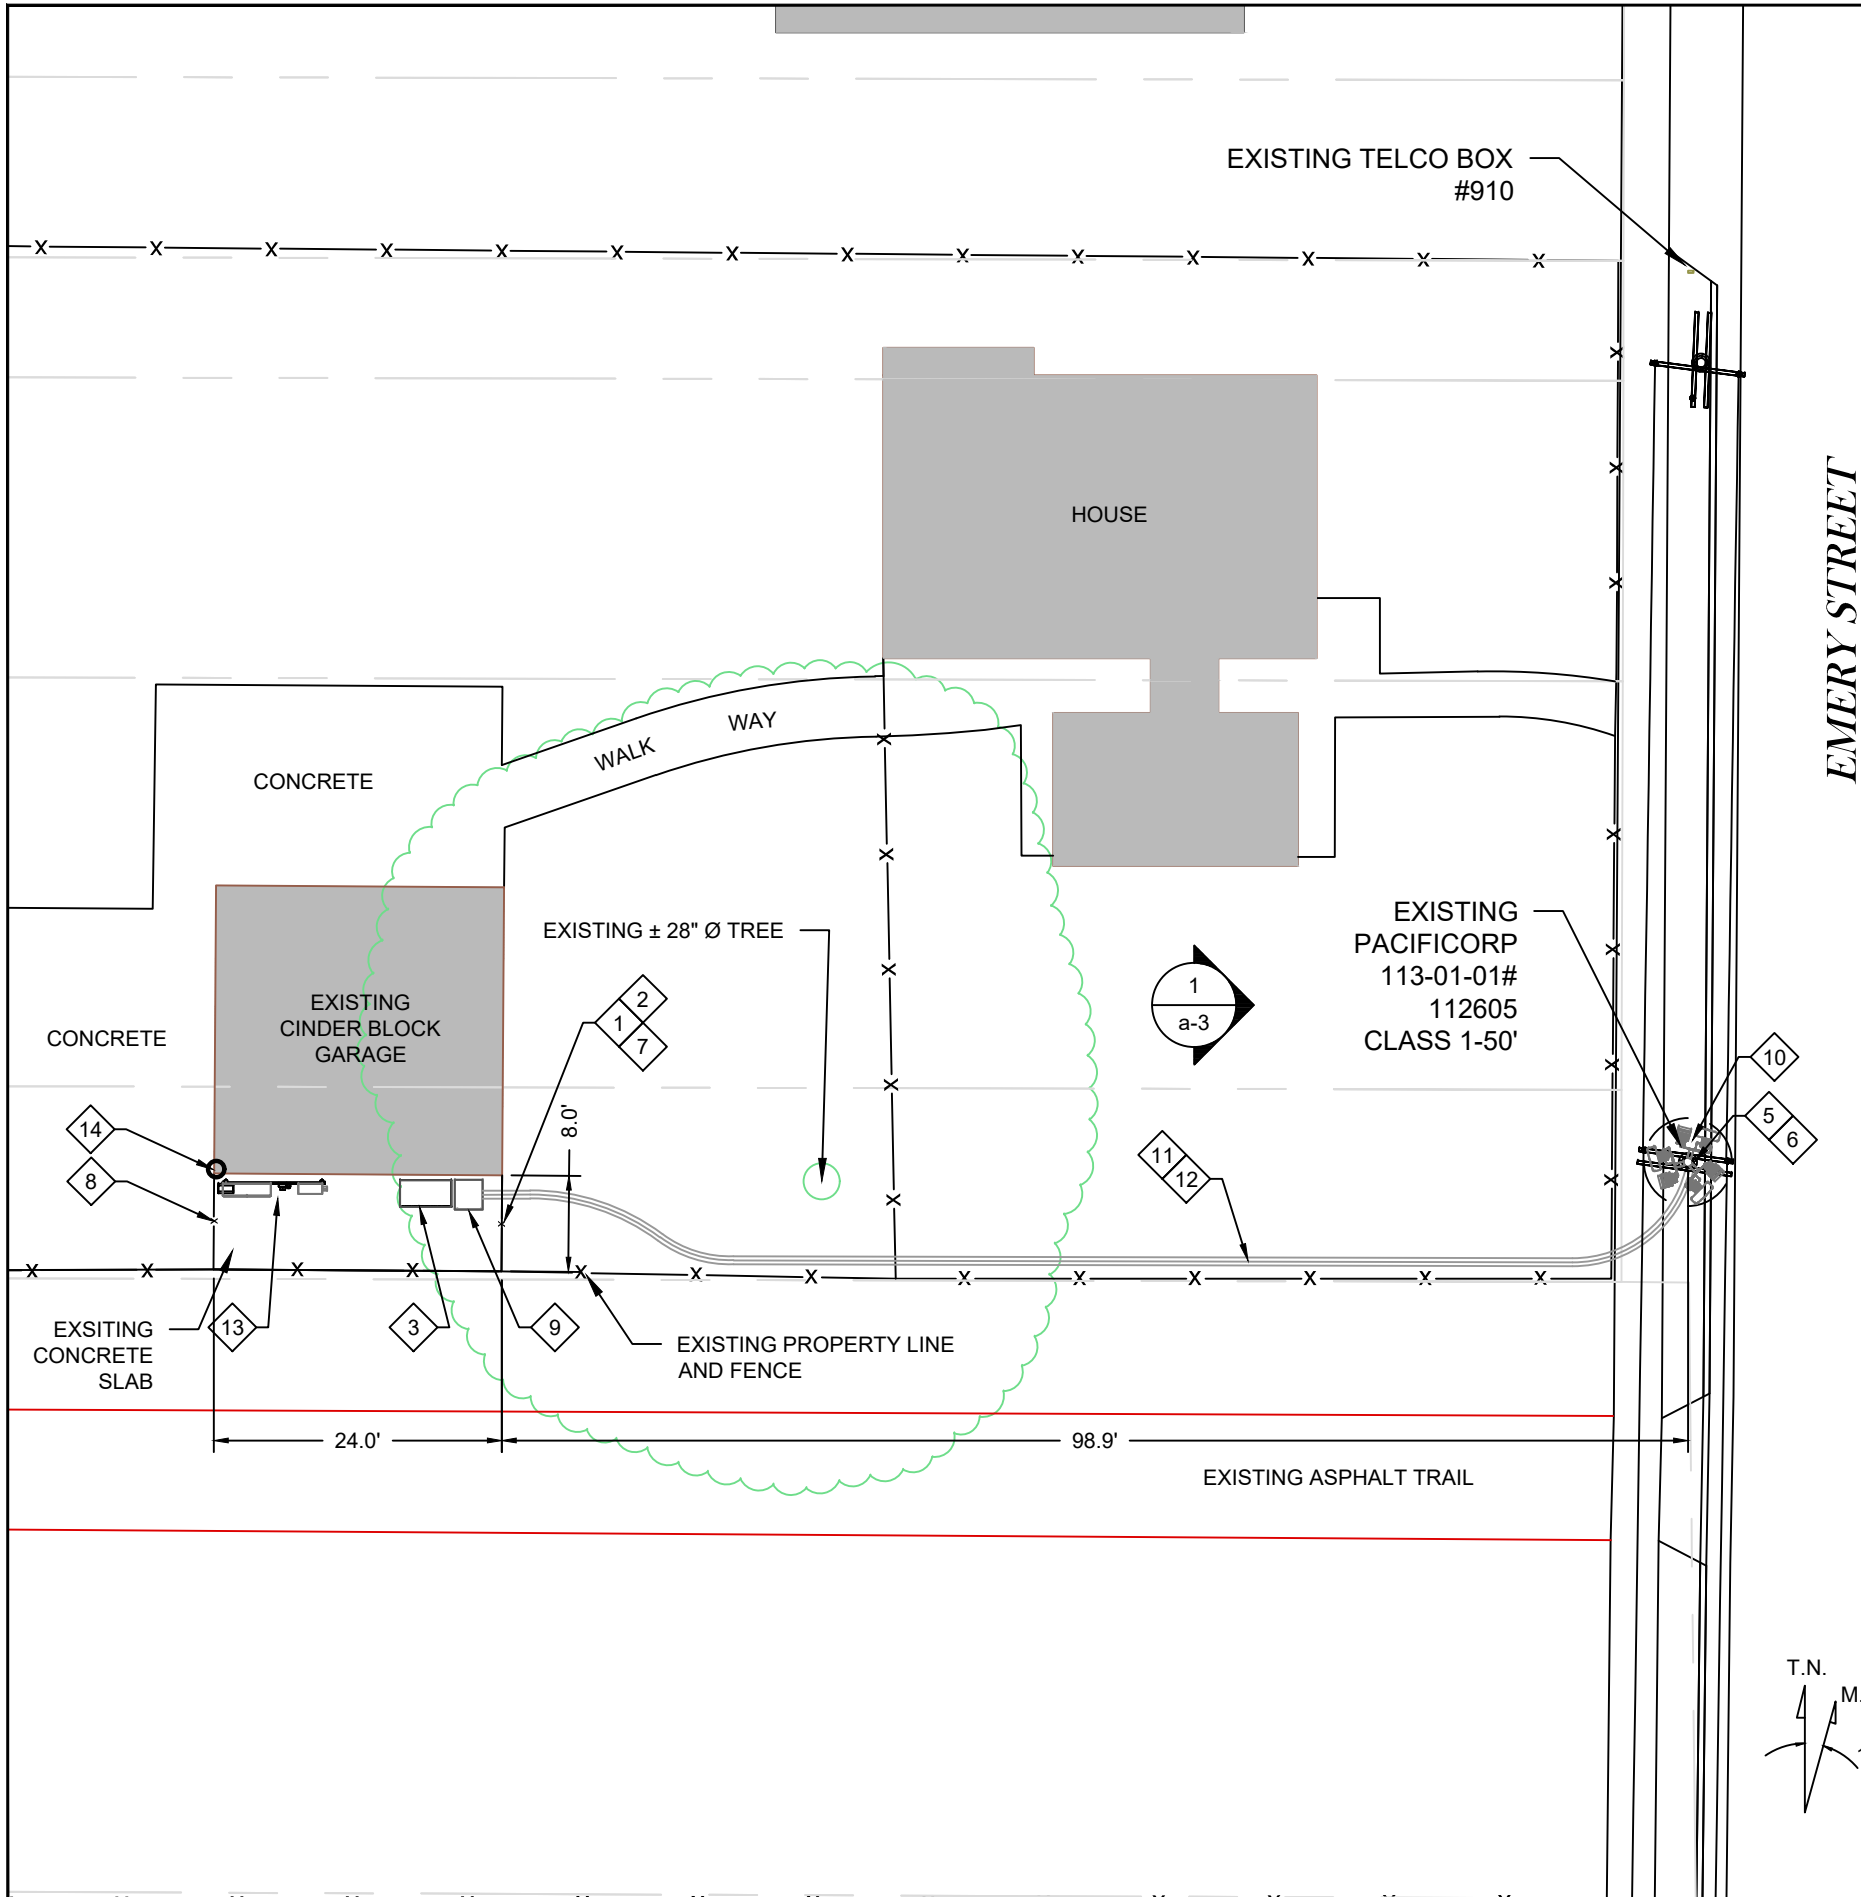 EXISTING TELCO BOX
#910
EMERY STREET
HOUSE
WALK WAY
CONCRETE
EXISTING
PACIFICORP
113-01-01#
112605
CLASS 1-50'
EXISTING ± 28" Ø TREE
1
a-3
EXISTING
CINDER BLOCK
GARAGE
2
1
7
CONCRETE
10
5
6
8.0'
14
8
11
12
13
3
9
EXSITING
CONCRETE
SLAB
EXISTING PROPERTY LINE
AND FENCE
24.0'
98.9'
EXISTING ASPHALT TRAIL
T.N.
M.